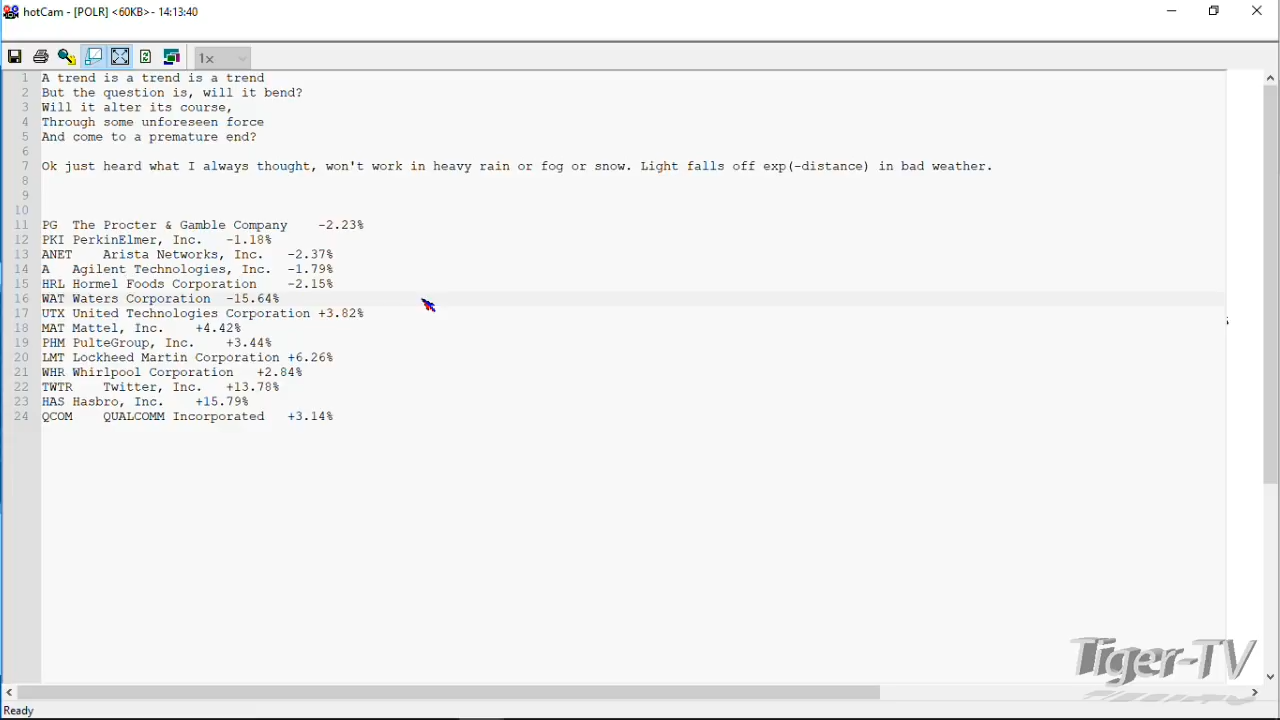 hotCam - [POLR] <60KB>- 14:13:40
1x
1 A trend is a trend is a trend
2 But the question is, will it bend?
3 Will it alter its course,
4 Through some unforeseen force
5 And come to a premature end?
6
7 Ok just heard what I always thought, won't work in heavy rain or fog or snow. Light falls off exp(-distance) in bad weather.
8
9
10
11 PG The Procter & Gamble Company -2.23%
12 PKI PerkinElmer, Inc. -1.18%
13 ANET Arista Networks, Inc. -2.37%
14 A Agilent Technologies, Inc. -1.79%
15 HRL Hormel Foods Corporation -2.15%
16 WAT Waters Corporation -15.64%
17 UTX United Technologies Corporation +3.82%
18 MAT Mattel, Inc. +4.42%
19 PHM PulteGroup, Inc. +3.44%
20 LMT Lockheed Martin Corporation +6.26%
21 WHR Whirlpool Corporation +2.84%
22 TWTR Twitter, Inc. +13.78%
23 HAS Hasbro, Inc. +15.79%
24 QCOM QUALCOMM Incorporated +3.14%
Tiger-TV
Ready